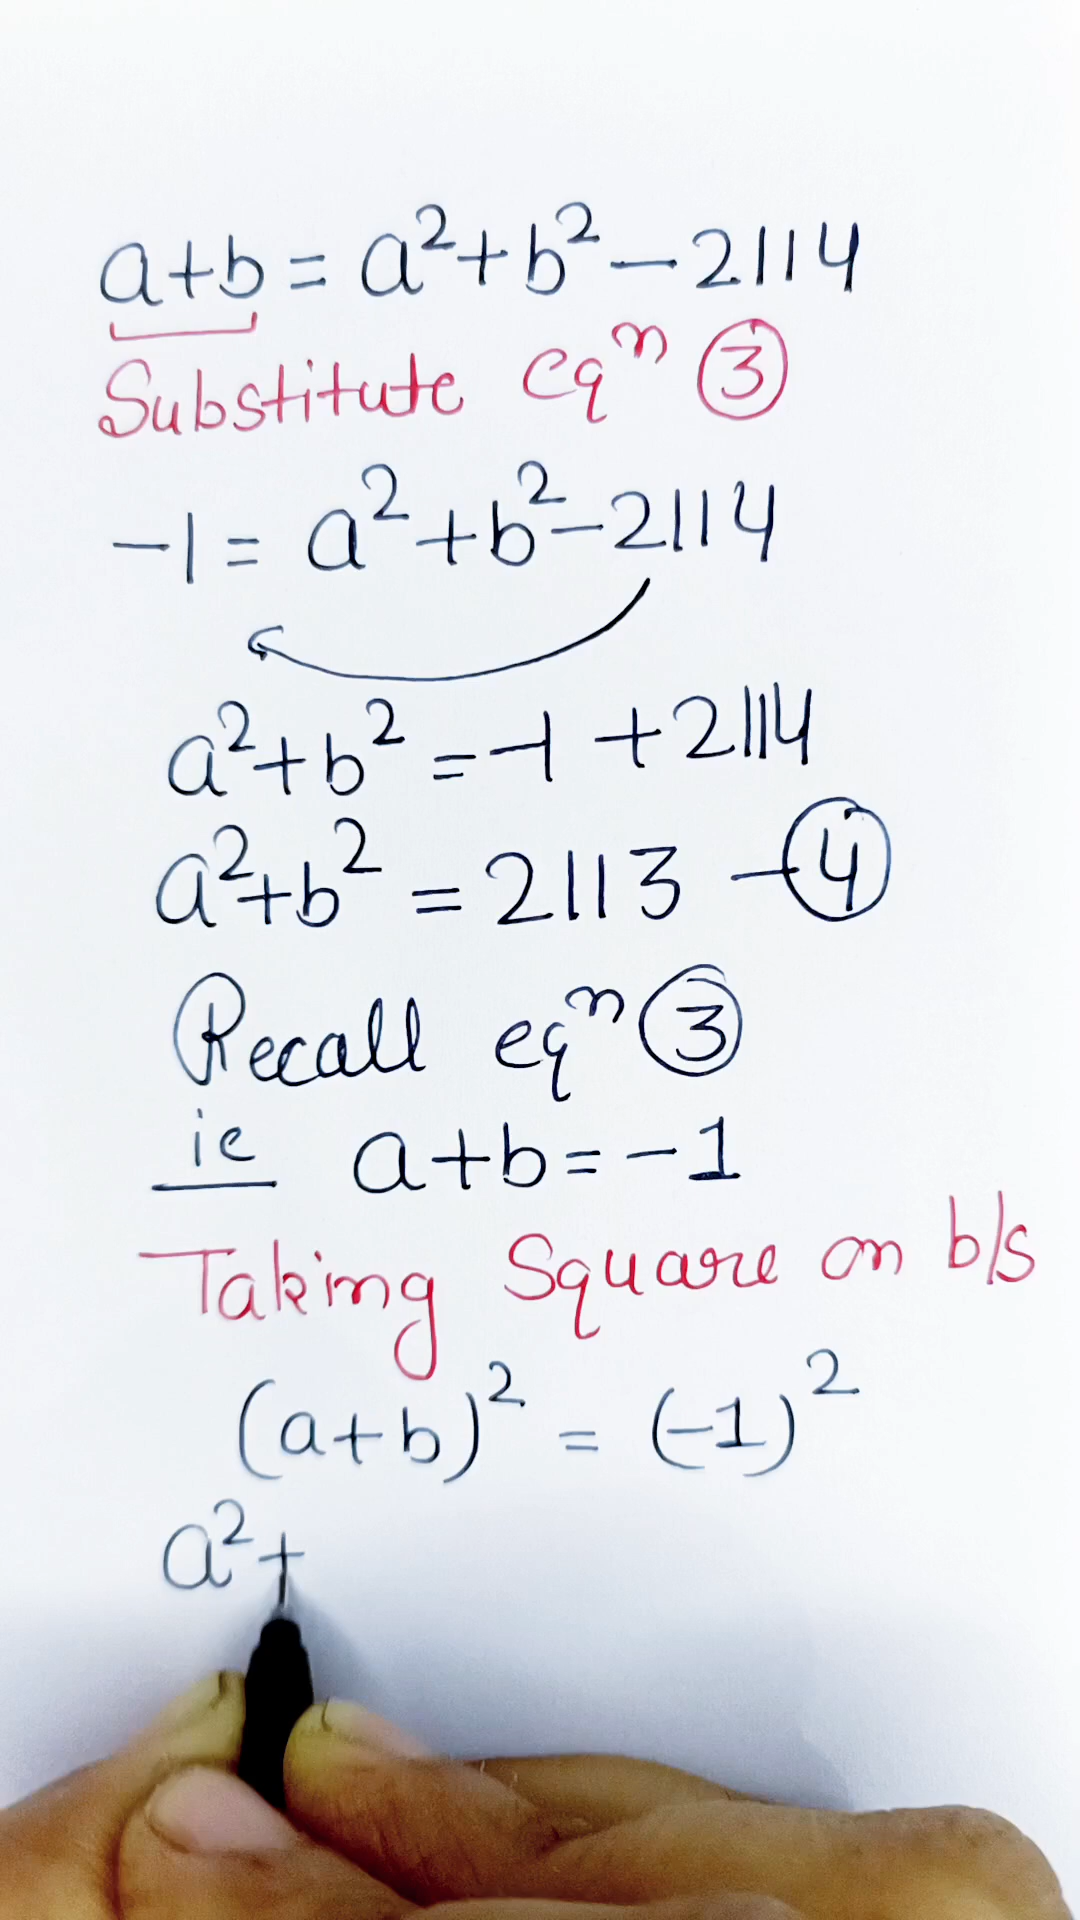 a+b = a²+b²-2114
Substitute eqⁿ ③
-1 = a²+b²-2114
a²+b² = -1 +2114
a²+b² = 2113 -④
Recall eqⁿ ③
ie a+b=-1
Taking Square on b/s
(a+b)² = (-1)²
a²+